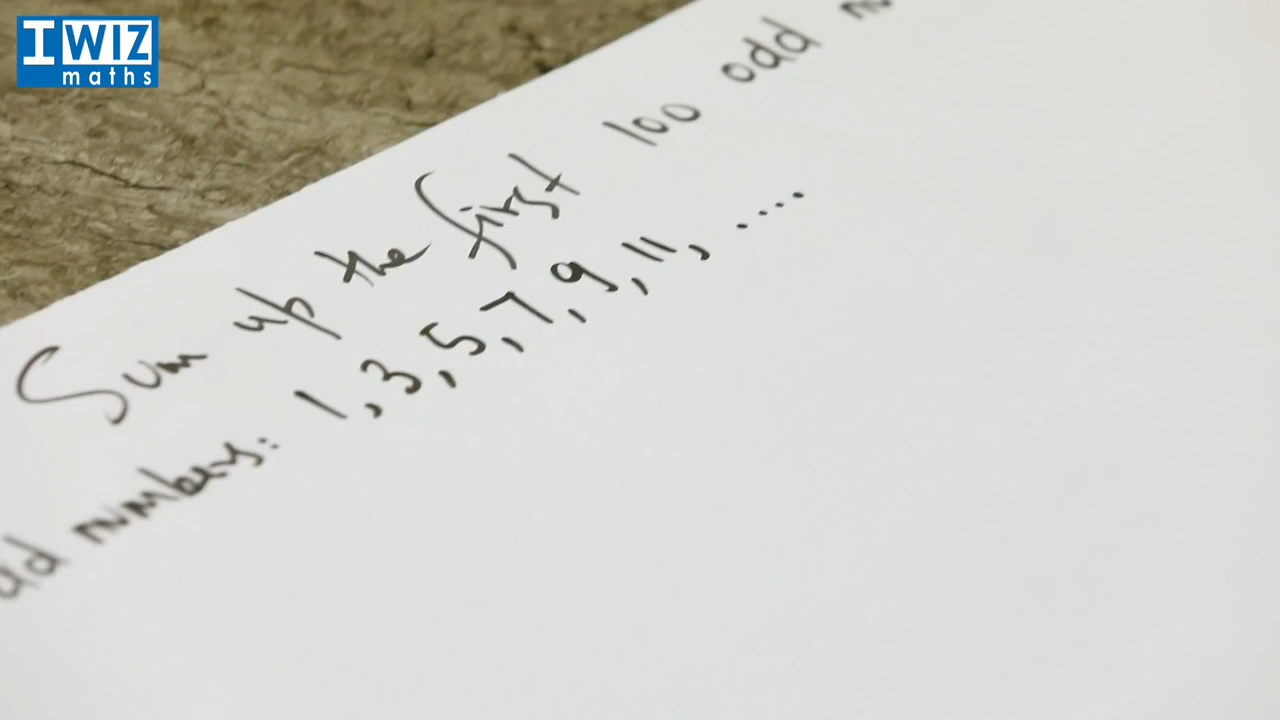 IWIZ
maths
Sum up the first 100 odd
numbers: 1, 3, 5, 7, 9, 11, ....